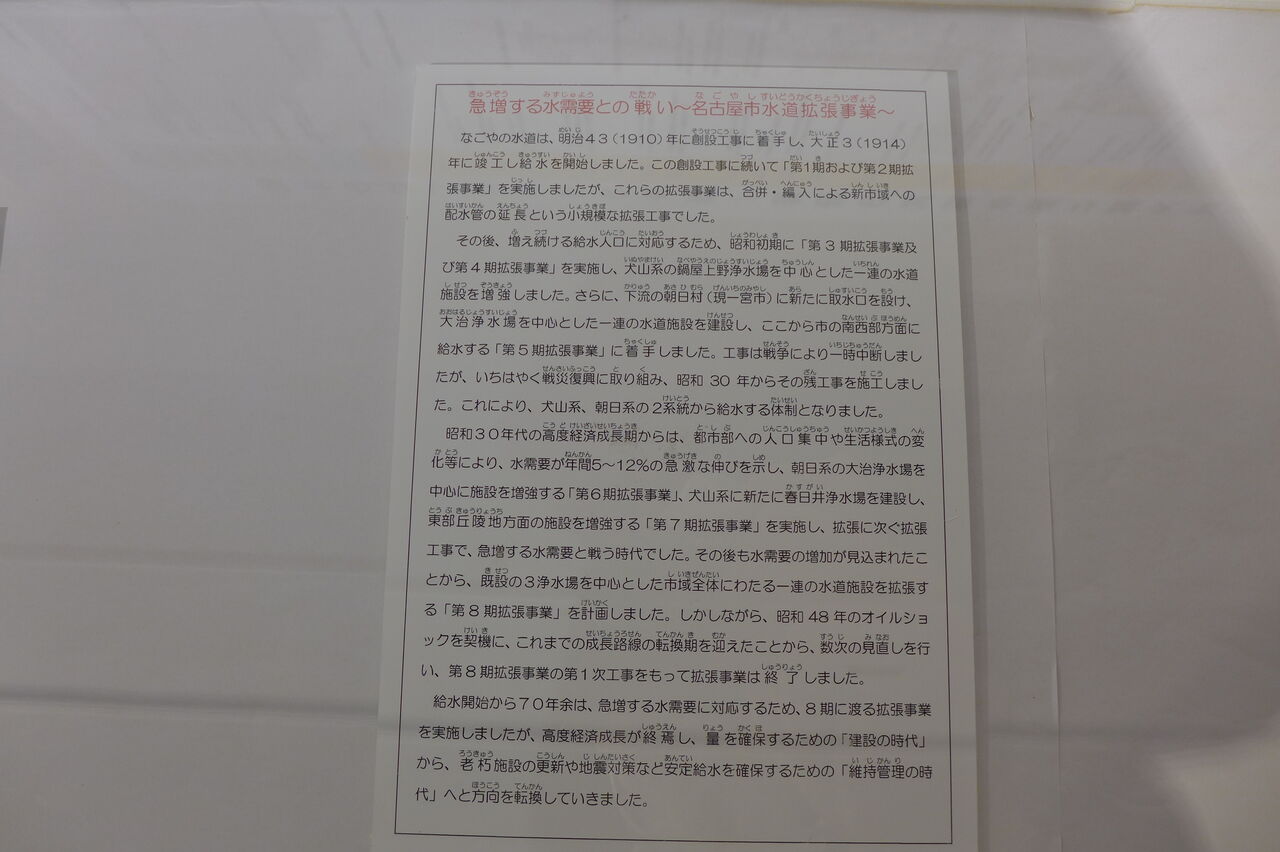 急増する水需要との戦い～名古屋市水道拡張事業～
なごやの水道は、明治43（1910）年に創設工事に着手し、大正3（1914）
年に竣工し給水を開始しました。この創設工事に続いて「第1期および第2期拡
張事業」を実施しましたが、これらの拡張事業は、合併・編入による新市域への
配水管の延長という小規模な拡張工事でした。
その後、増え続ける給水人口に対応するため、昭和初期に「第3期拡張事業及
び第4期拡張事業」を実施し、犬山系の鍋屋上野浄水場を中心とした一連の水道
施設を増強しました。さらに、下流の朝日村（現一宮市）に新たに取水口を設け、
大治浄水場を中心とした一連の水道施設を建設し、ここから市の南西部方面に
給水する「第5期拡張事業」に着手しました。工事は戦争により一時中断しまし
たが、いちはやく戦災復興に取り組み、昭和30年からその残工事を施工しまし
た。これにより、犬山系、朝日系の2系統から給水する体制となりました。
昭和30年代の高度経済成長期からは、都市部への人口集中や生活様式の変
化等により、水需要が年間5～12%の急激な伸びを示し、朝日系の大治浄水場を
中心に施設を増強する「第6期拡張事業」、犬山系に新たに春日井浄水場を建設し、
東部丘陵地方面の施設を増強する「第7期拡張事業」を実施し、拡張に次ぐ拡張
工事で、急増する水需要と戦う時代でした。その後も水需要の増加が見込まれたこ
とから、既設の3浄水場を中心とした市域全体にわたる一連の水道施設を拡張す
る「第8期拡張事業」を計画しました。しかしながら、昭和48年のオイルショ
ックを契機に、これまでの成長路線の転換期を迎えたことから、数次の見直しを行
い、第8期拡張事業の第1次工事をもって拡張事業は終了しました。
給水開始から70年余は、急増する水需要に対応するため、8期に渡る拡張事業
を実施しましたが、高度経済成長が終焉し、量を確保するための「建設の時代」
から、老朽施設の更新や地震対策など安定給水を確保するための「維持管理の時
代」へと方向を転換していきました。